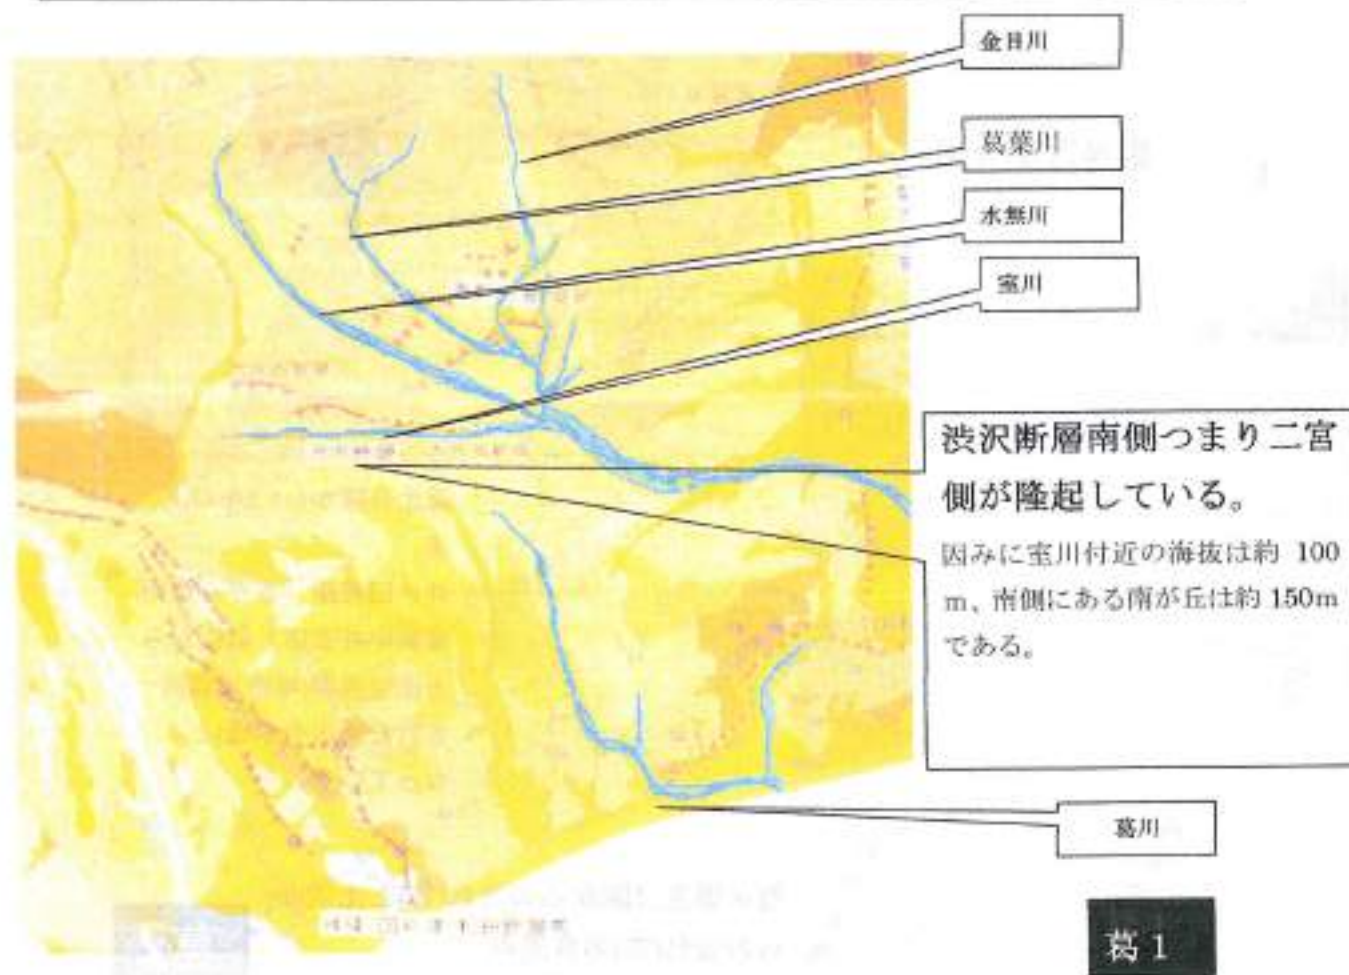 金目川
葛葉川
水無川
室川
渋沢断層南側つまり二宮
側が隆起している。
因みに室川付近の海抜は約 100
m、南側にある南が丘は約 150m
である。
葛川
葛 1